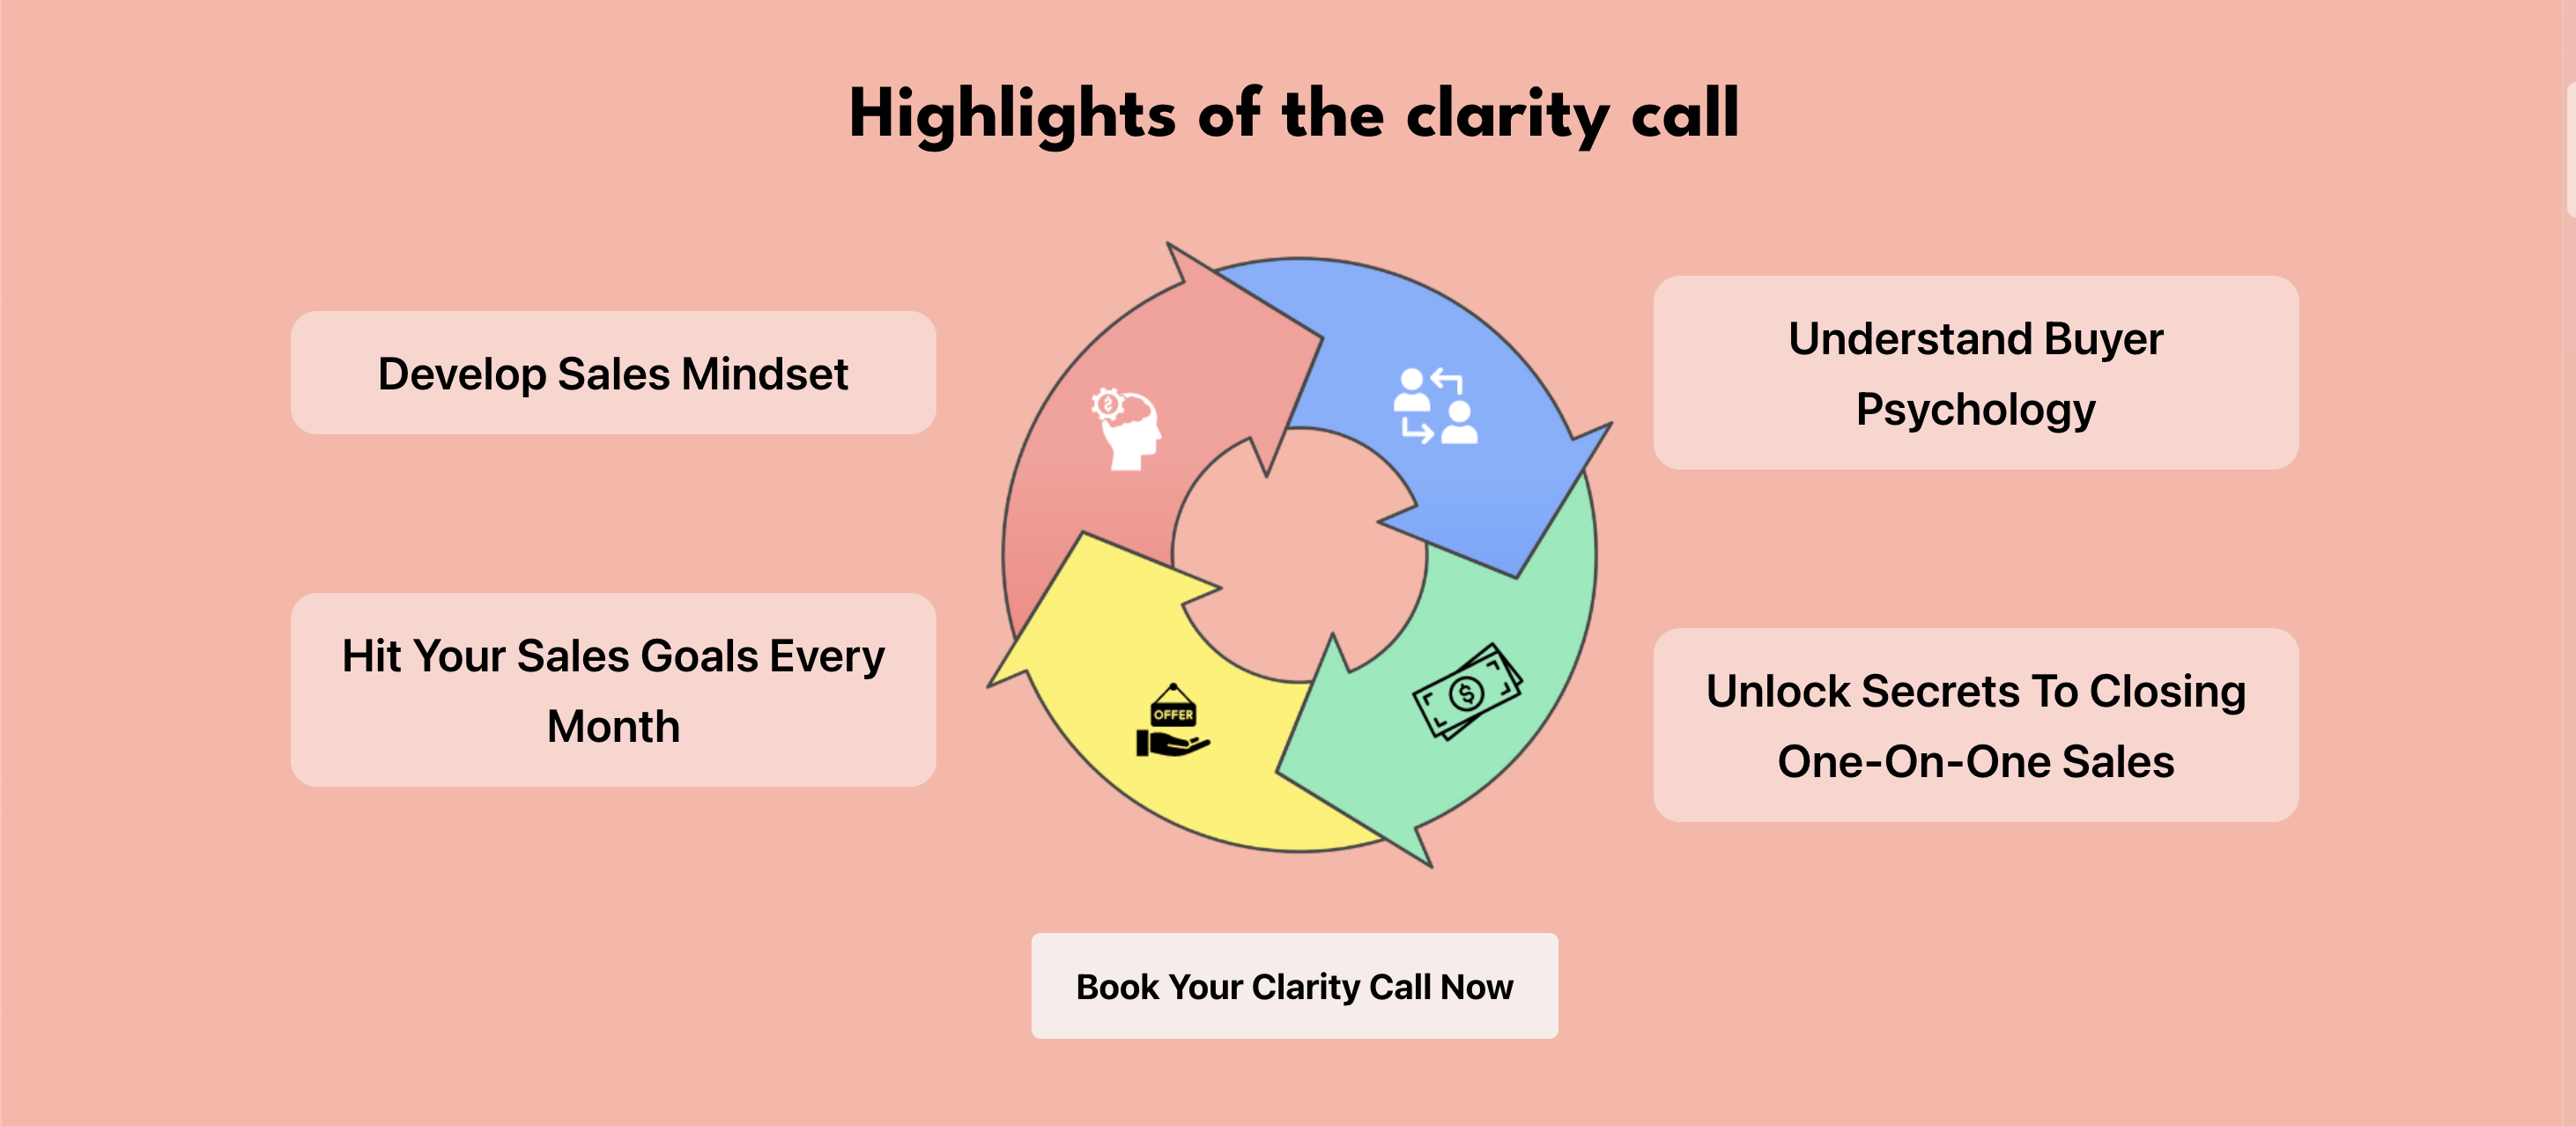 Highlights of the clarity call
Develop Sales Mindset
Understand Buyer
Psychology
Hit Your Sales Goals Every
Month
OFFER
$
Unlock Secrets To Closing
One-On-One Sales
Book Your Clarity Call Now